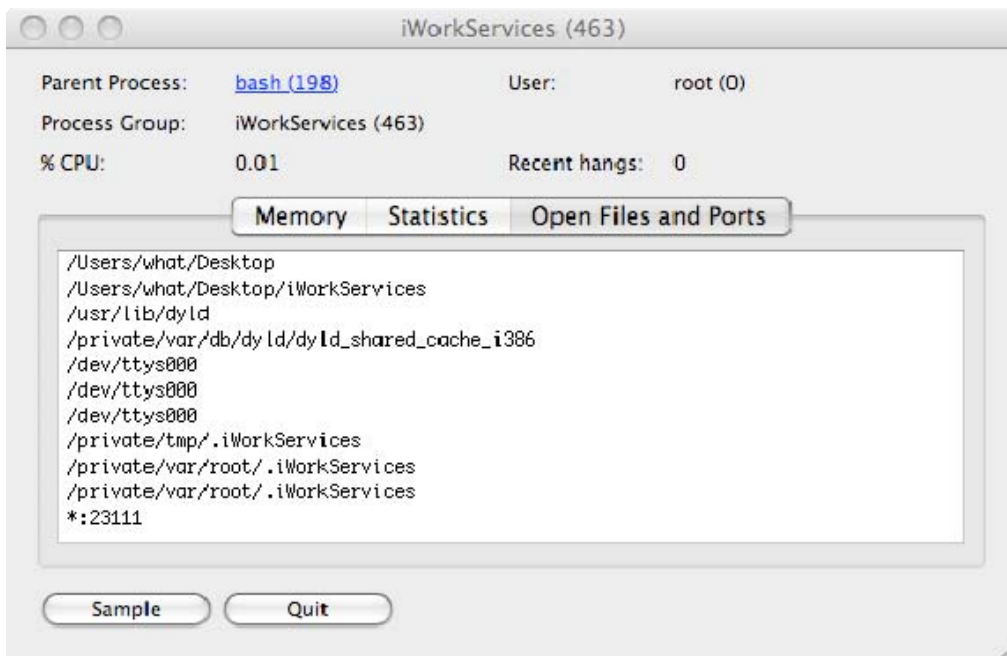 iWorkServices (463)
Parent Process: bash (198) User: root (0)
Process Group: iWorkServices (463)
% CPU: 0.01 Recent hangs: 0
Memory Statistics Open Files and Ports
/Users/what/Desktop
/Users/what/Desktop/iWorkServices
/usr/lib/dyld
/private/var/db/dyld/dyld_shared_cache_i386
/dev/ttys000
/dev/ttys000
/dev/ttys000
/private/tmp/.iWorkServices
/private/var/root/.iWorkServices
/private/var/root/.iWorkServices
*:23111
Sample Quit